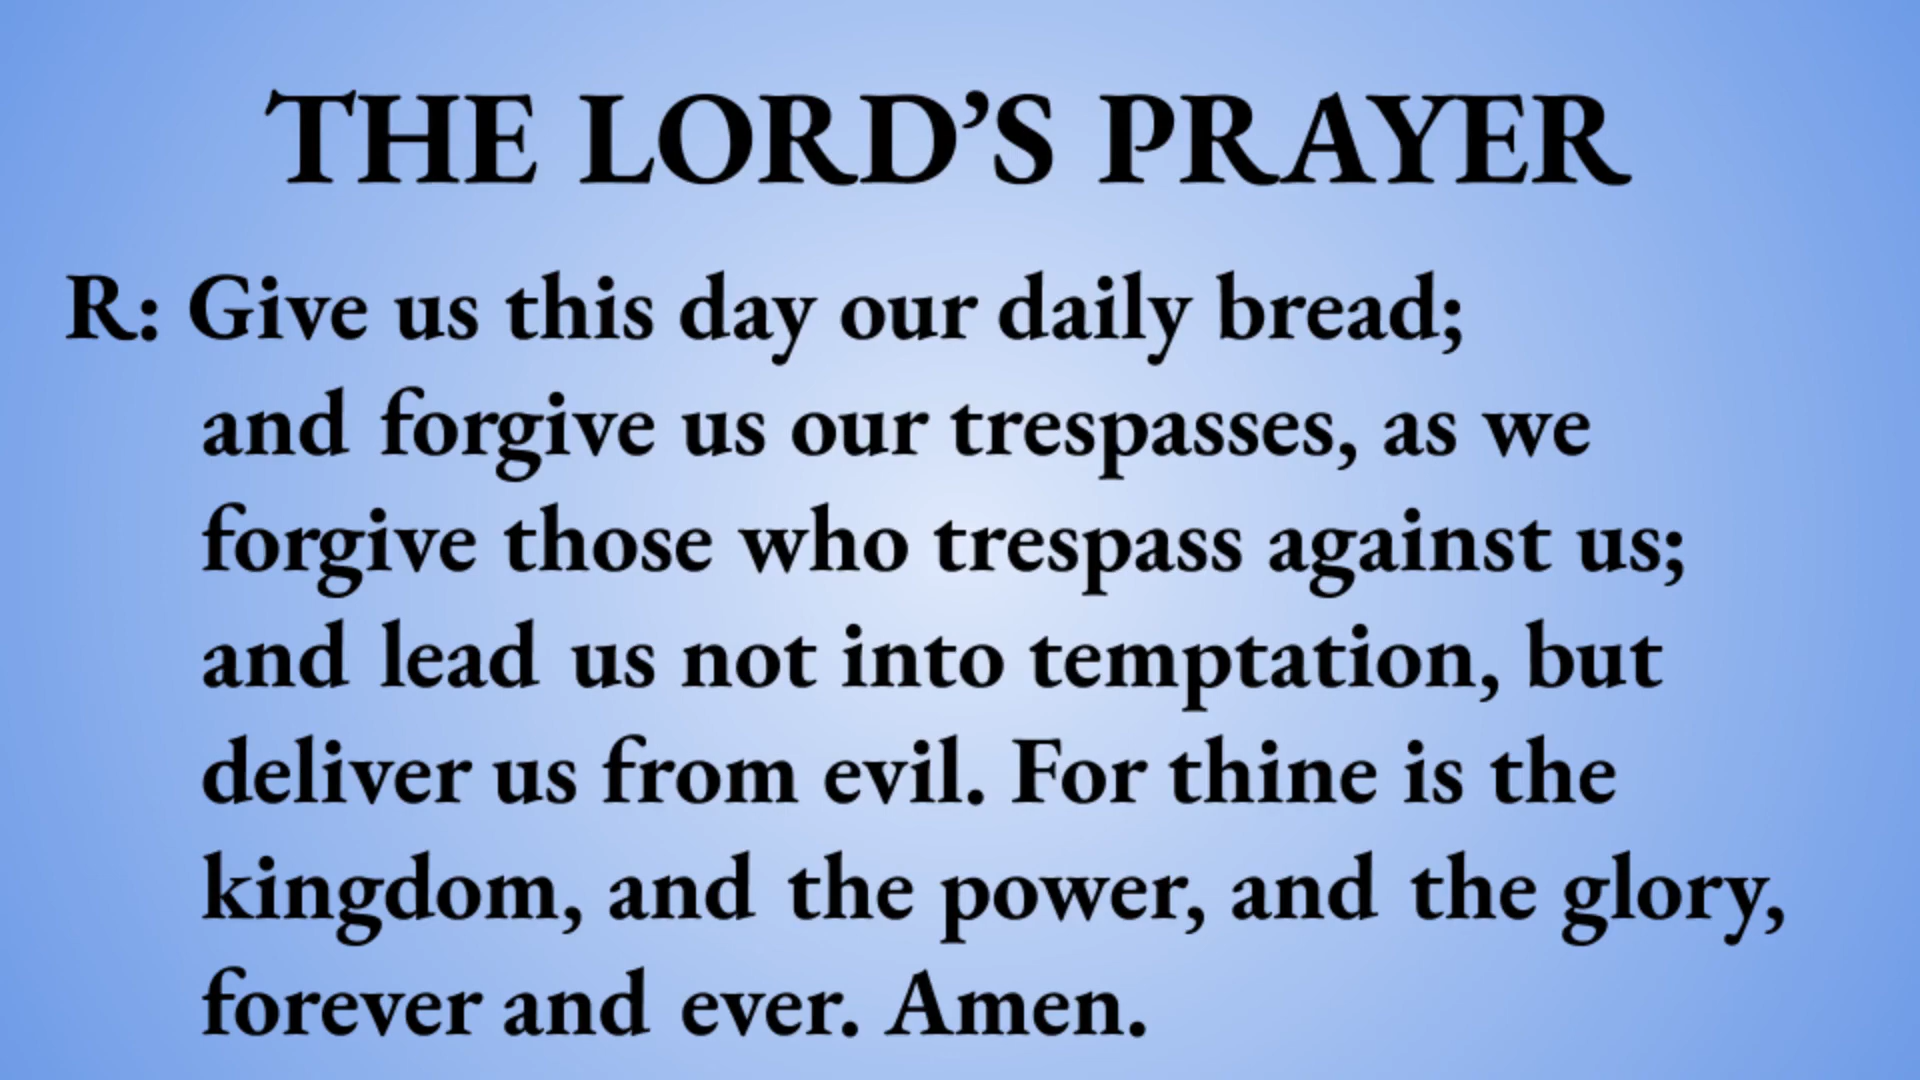 THE LORD’S PRAYER
R: Give us this day our daily bread;
and forgive us our trespasses, as we
forgive those who trespass against us;
and lead us not into temptation, but
deliver us from evil. For thine is the
kingdom, and the power, and the glory,
forever and ever. Amen.